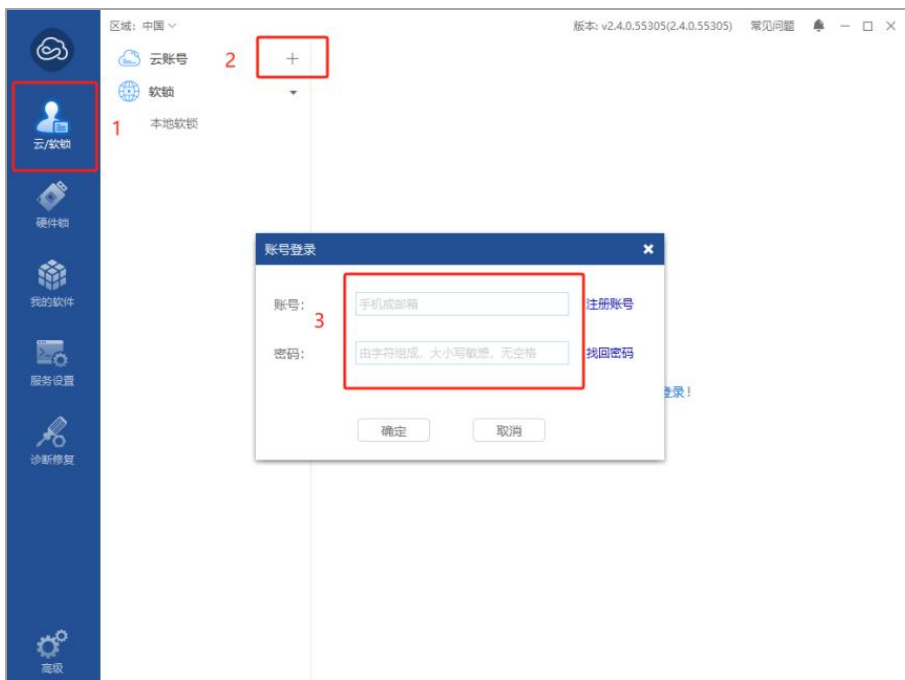 区域: 中国
版本: v2.4.0.55305(2.4.0.55305) 常见问题
云账号 2 +
软锁
1 本地软锁
云/软锁
硬件锁
我的软件
服务设置
诊断修复
高级
账号登录
账号: 手机或邮箱 注册账号
3
密码: 由字符组成，大小写敏感，无空格 找回密码
登录!
确定 取消